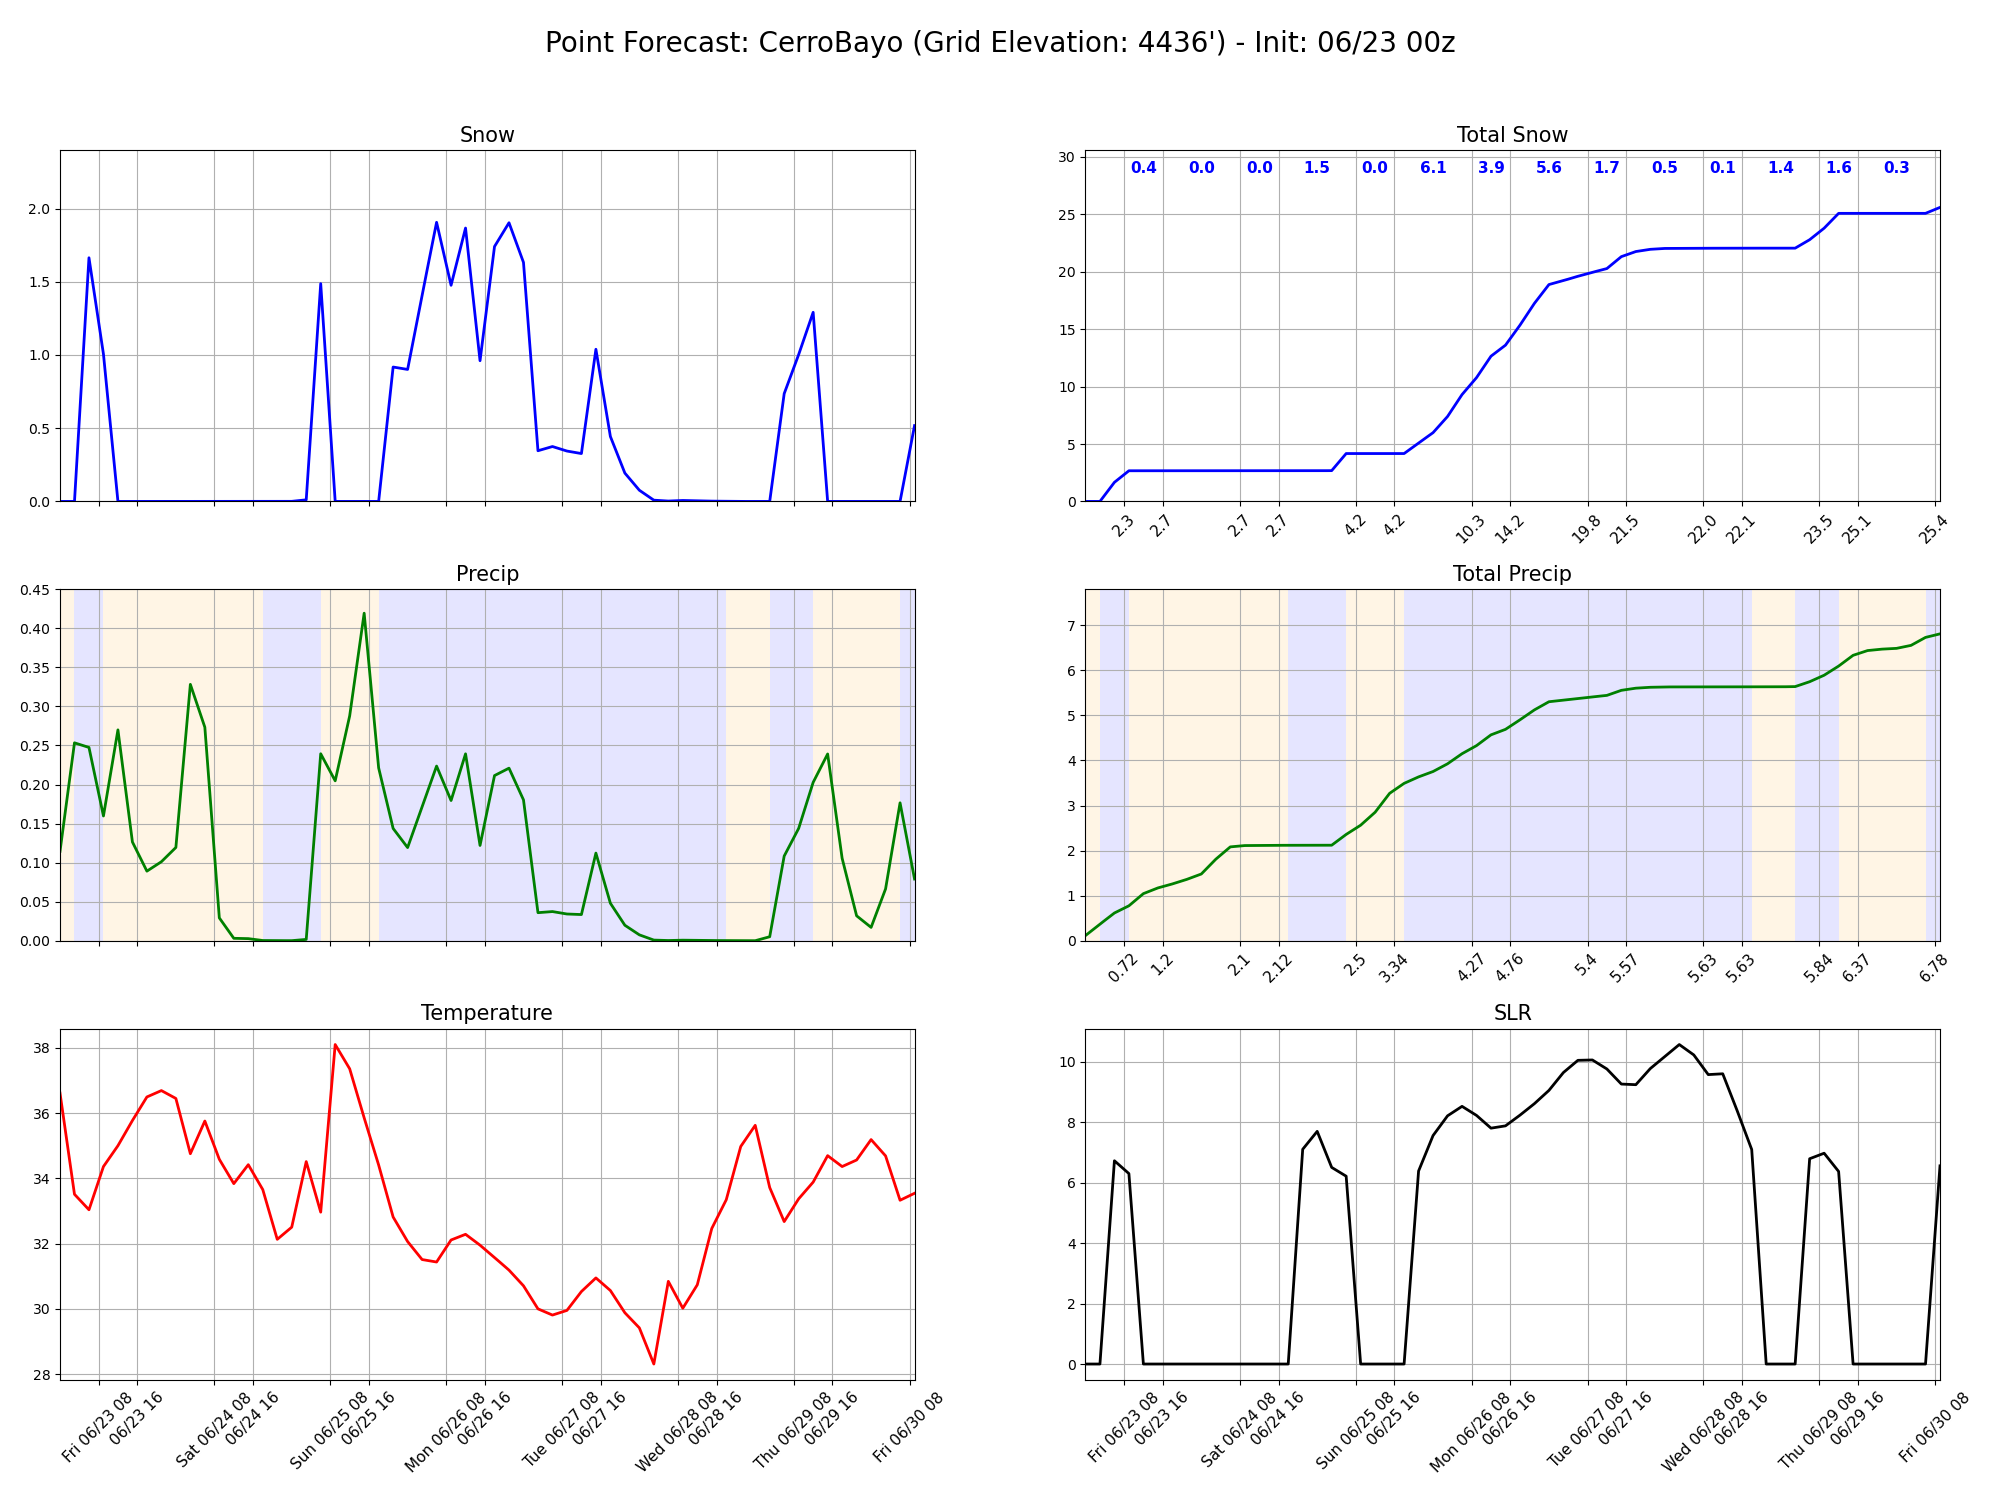 Point Forecast: CerroBayo (Grid Elevation: 4436') - Init: 06/23 00z
Snow
2.0
1.5
1.0
0.5
0.0
Total Snow
0.4 0.0 0.0 1.5 0.0 6.1 3.9 5.6 1.7 0.5 0.1 1.4 1.6 0.3
30
25
20
15
10
5
0
2.3 2.7 2.7 2.7 4.2 4.2 10.3 14.2 19.8 21.5 22.0 22.1 23.5 25.1 25.4
Precip
0.45
0.40
0.35
0.30
0.25
0.20
0.15
0.10
0.05
0.00
Total Precip
7
6
5
4
3
2
1
0
0.72 1.2 2.1 2.12 2.5 3.34 4.27 4.76 5.4 5.57 5.63 5.63 5.84 6.37 6.78
Temperature
38
36
34
32
30
28
Fri 06/23 08
06/23 16
Sat 06/24 08
06/24 16
Sun 06/25 08
06/25 16
Mon 06/26 08
06/26 16
Tue 06/27 08
06/27 16
Wed 06/28 08
06/28 16
Thu 06/29 08
06/29 16
Fri 06/30 08
SLR
10
8
6
4
2
0
Fri 06/23 08
06/23 16
Sat 06/24 08
06/24 16
Sun 06/25 08
06/25 16
Mon 06/26 08
06/26 16
Tue 06/27 08
06/27 16
Wed 06/28 08
06/28 16
Thu 06/29 08
06/29 16
Fri 06/30 08